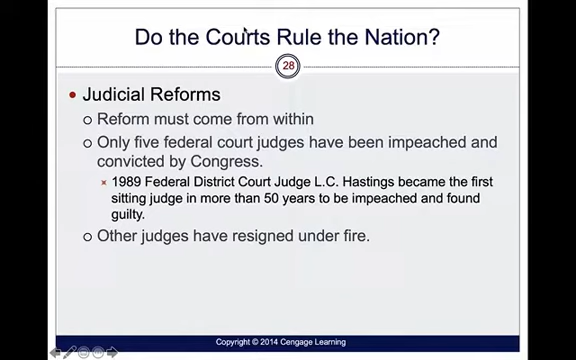 Do the Courts Rule the Nation?
28
• Judicial Reforms
o Reform must come from within
o Only five federal court judges have been impeached and
convicted by Congress.
× 1989 Federal District Court Judge L.C. Hastings became the first
sitting judge in more than 50 years to be impeached and found
guilty.
o Other judges have resigned under fire.
Copyright © 2014 Cengage Learning